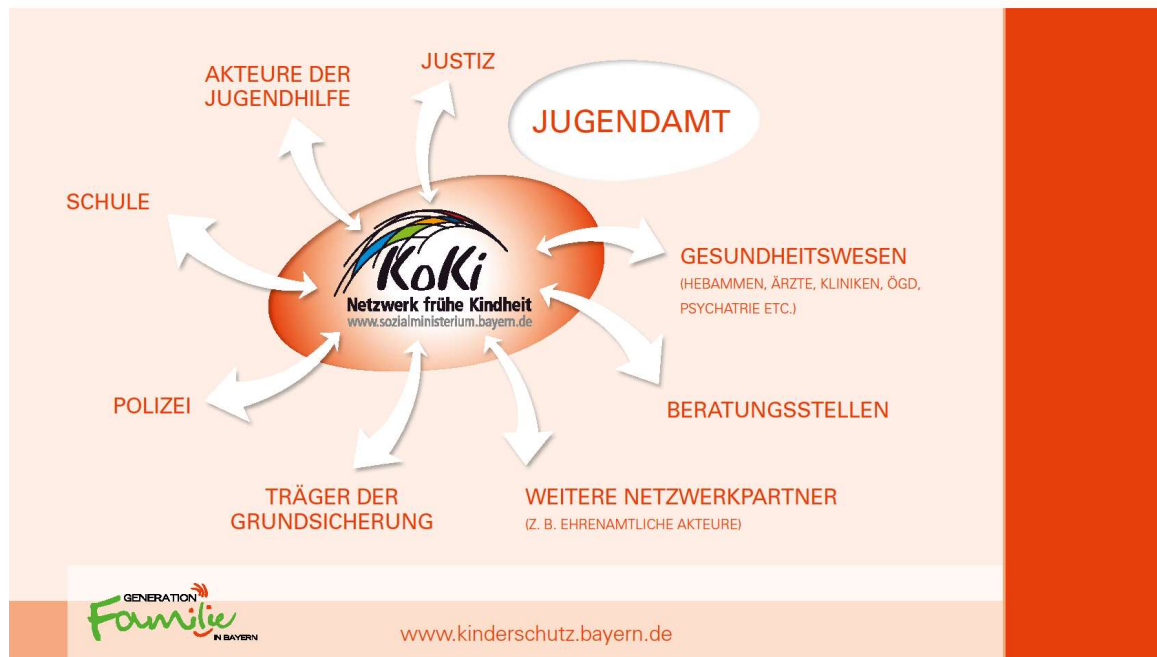 JUSTIZ
AKTEURE DER
JUGENDHILFE
JUGENDAMT
SCHULE
KoKi
Netzwerk frühe Kindheit
www.sozialministerium.bayern.de
GESUNDHEITSWESEN
(HEBAMMEN, ÄRZTE, KLINIKEN, ÖGD,
PSYCHATRIE ETC.)
POLIZEI
BERATUNGSSTELLEN
TRÄGER DER
GRUNDSICHERUNG
WEITERE NETZWERKPARTNER
(Z. B. EHRENAMTLICHE AKTEURE)
GENERATION
Familie
IN BAYERN
www.kinderschutz.bayern.de